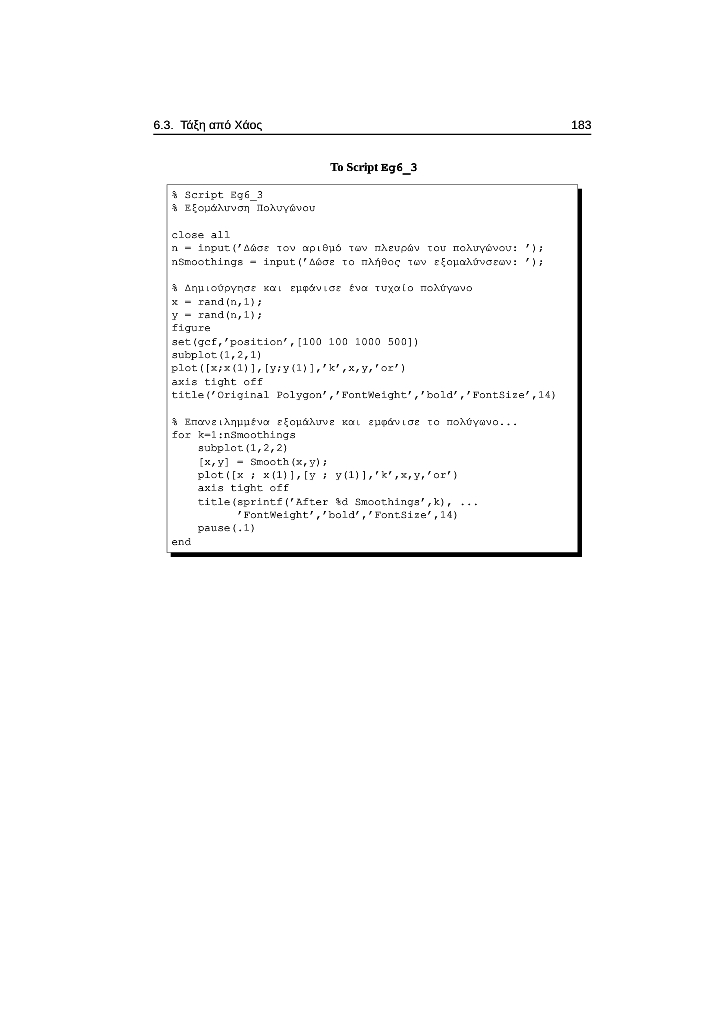 6.3. Τάξη από Χάος 183
Το Script Eg6_3
% Script Eg6_3
% Εξομάλυνση Πολυγώνου
close all
n = input('Δώσε τον αριθμό των πλευρών του πολυγώνου: ');
nSmoothings = input('Δώσε το πλήθος των εξομαλύνσεων: ');
% Δημιούργησε και εμφάνισε ένα τυχαίο πολύγωνο
x = rand(n,1);
y = rand(n,1);
figure
set(gcf,'position',[100 100 1000 500])
subplot(1,2,1)
plot([x;x(1)],[y;y(1)],'k',x,y,'or')
axis tight off
title('Original Polygon','FontWeight','bold','FontSize',14)
% Επανειλημμένα εξομάλυνε και εμφάνισε το πολύγωνο...
for k=1:nSmoothings
    subplot(1,2,2)
    [x,y] = Smooth(x,y);
    plot([x ; x(1)],[y ; y(1)],'k',x,y,'or')
    axis tight off
    title(sprintf('After %d Smoothings',k), ...
          'FontWeight','bold','FontSize',14)
    pause(.1)
end